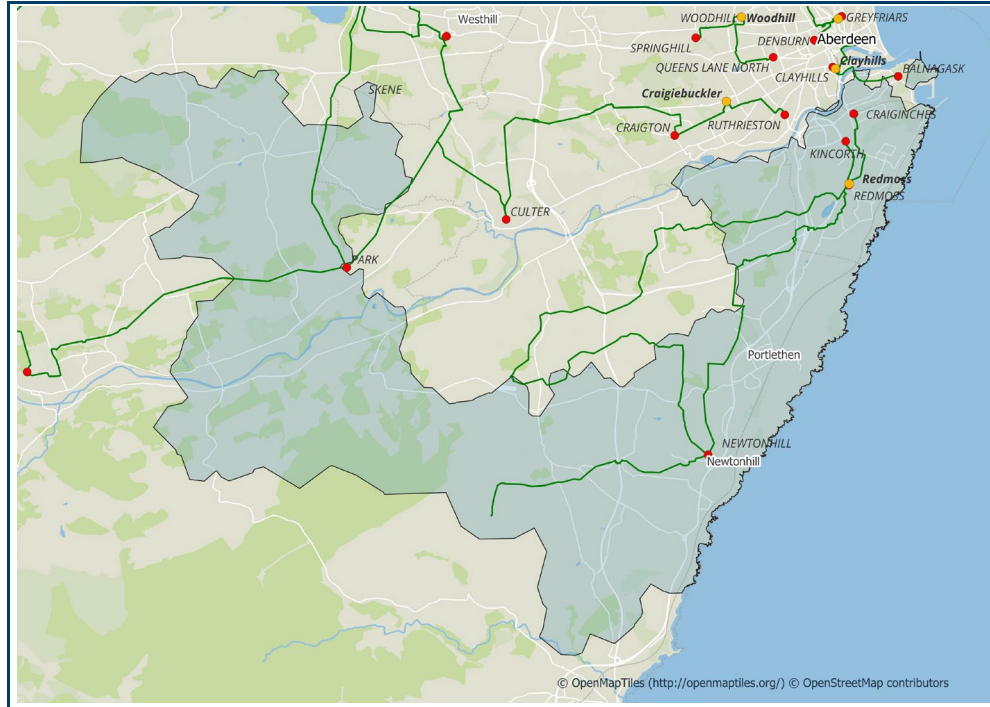 Westhill
WOODHILL
Woodhill
GREYFRIARS
SPRINGHILL
DENBURN
Aberdeen
QUEENS LANE NORTH
Clayhills
CLAYHILLS
BALNAGASK
SKENE
Craigiebuckler
CRAIGINCHES
CRAIGTON
RUTHRIESTON
KINCORTH
Redmoss
REDMOSS
CULTER
PARK
Portlethen
NEWTONHILL
Newtonhill
© OpenMapTiles (http://openmaptiles.org/) © OpenStreetMap contributors